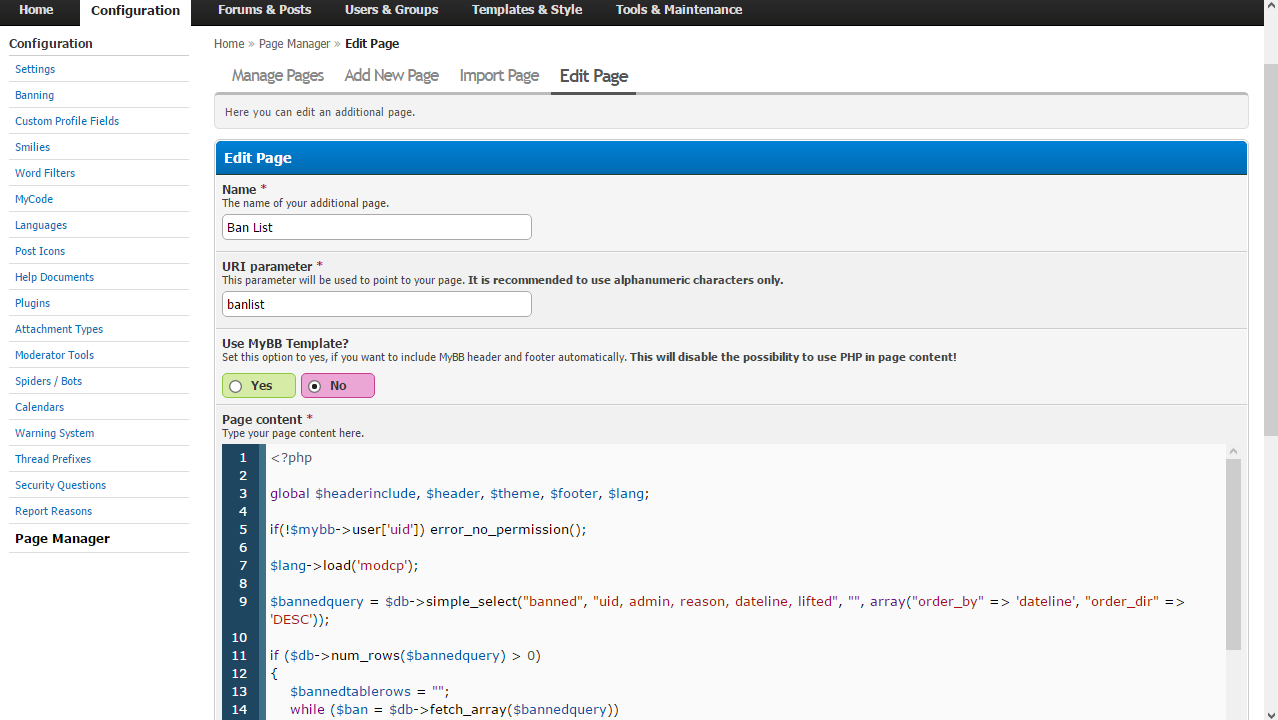 Home Configuration Forums & Posts Users & Groups Templates & Style Tools & Maintenance
Configuration
Settings
Banning
Custom Profile Fields
Smilies
Word Filters
MyCode
Languages
Post Icons
Help Documents
Plugins
Attachment Types
Moderator Tools
Spiders / Bots
Calendars
Warning System
Thread Prefixes
Security Questions
Report Reasons
Page Manager
Home » Page Manager » Edit Page
Manage Pages Add New Page Import Page Edit Page
Here you can edit an additional page.
Edit Page
Name *
The name of your additional page.
Ban List
URI parameter *
This parameter will be used to point to your page. It is recommended to use alphanumeric characters only.
banlist
Use MyBB Template?
Set this option to yes, if you want to include MyBB header and footer automatically. This will disable the possibility to use PHP in page content!
Yes No
Page content *
Type your page content here.
1 <?php
2
3 global $headerinclude, $header, $theme, $footer, $lang;
4
5 if(!$mybb->user['uid']) error_no_permission();
6
7 $lang->load('modcp');
8
9 $bannedquery = $db->simple_select("banned", "uid, admin, reason, dateline, lifted", "", array("order_by" => 'dateline', "order_dir" =>
'DESC'));
10
11 if ($db->num_rows($bannedquery) > 0)
12 {
13 $bannedtablerows = "";
14 while ($ban = $db->fetch_array($bannedquery))